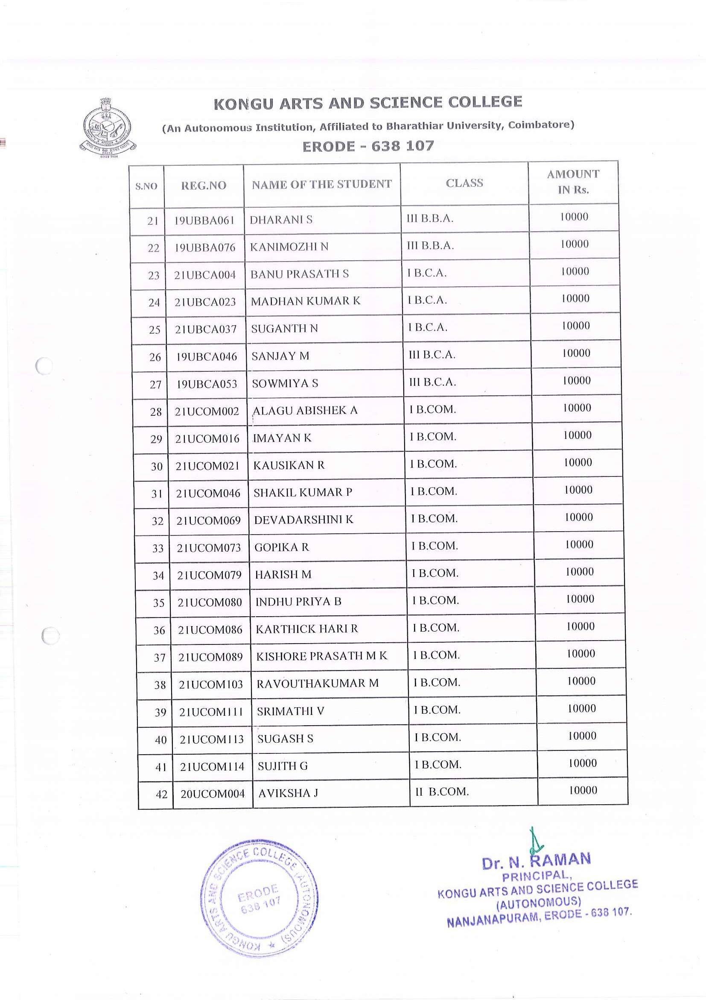 KONGU ARTS AND SCIENCE COLLEGE
(An Autonomous Institution, Affiliated to Bharathiar University, Coimbatore)
ERODE - 638 107
KONGU ARTS AND SCIENCE COLLEGE
ERODE
Since 1994
S.NO REG.NO NAME OF THE STUDENT CLASS AMOUNT IN Rs.
21 19UBBA061 DHARANI S III B.B.A. 10000
22 19UBBA076 KANIMOZHI N III B.B.A. 10000
23 21UBCA004 BANU PRASATH S I B.C.A. 10000
24 21UBCA023 MADHAN KUMAR K I B.C.A. 10000
25 21UBCA037 SUGANTH N I B.C.A. 10000
26 19UBCA046 SANJAY M III B.C.A. 10000
27 19UBCA053 SOWMIYA S III B.C.A. 10000
28 21UCOM002 ALAGU ABISHEK A I B.COM. 10000
29 21UCOM016 IMAYAN K I B.COM. 10000
30 21UCOM021 KAUSIKAN R I B.COM. 10000
31 21UCOM046 SHAKIL KUMAR P I B.COM. 10000
32 21UCOM069 DEVADARSHINI K I B.COM. 10000
33 21UCOM073 GOPIKA R I B.COM. 10000
34 21UCOM079 HARISH M I B.COM. 10000
35 21UCOM080 INDHU PRIYA B I B.COM. 10000
36 21UCOM086 KARTHICK HARI R I B.COM. 10000
37 21UCOM089 KISHORE PRASATH M K I B.COM. 10000
38 21UCOM103 RAVOUTHAKUMAR M I B.COM. 10000
39 21UCOM111 SRIMATHI V I B.COM. 10000
40 21UCOM113 SUGASH S I B.COM. 10000
41 21UCOM114 SUJITH G I B.COM. 10000
42 20UCOM004 AVIKSHA J II B.COM. 10000
KONGU ARTS AND SCIENCE COLLEGE (AUTONOMOUS)
ERODE
638 107
Dr. N. RAMAN
PRINCIPAL,
KONGU ARTS AND SCIENCE COLLEGE
(AUTONOMOUS)
NANJANAPURAM, ERODE - 638 107.